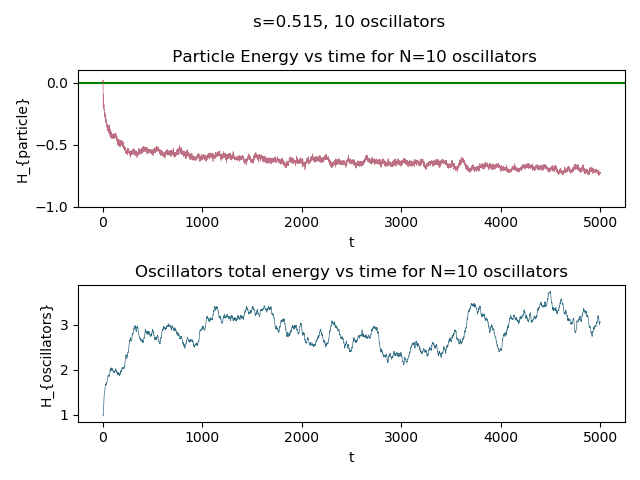 s=0.515, 10 oscillators
Particle Energy vs time for N=10 oscillators
H_{particle}
0.0
−0.5
−1.0
0 1000 2000 3000 4000 5000
t
Oscillators total energy vs time for N=10 oscillators
H_{oscillators}
3
2
1
0 1000 2000 3000 4000 5000
t